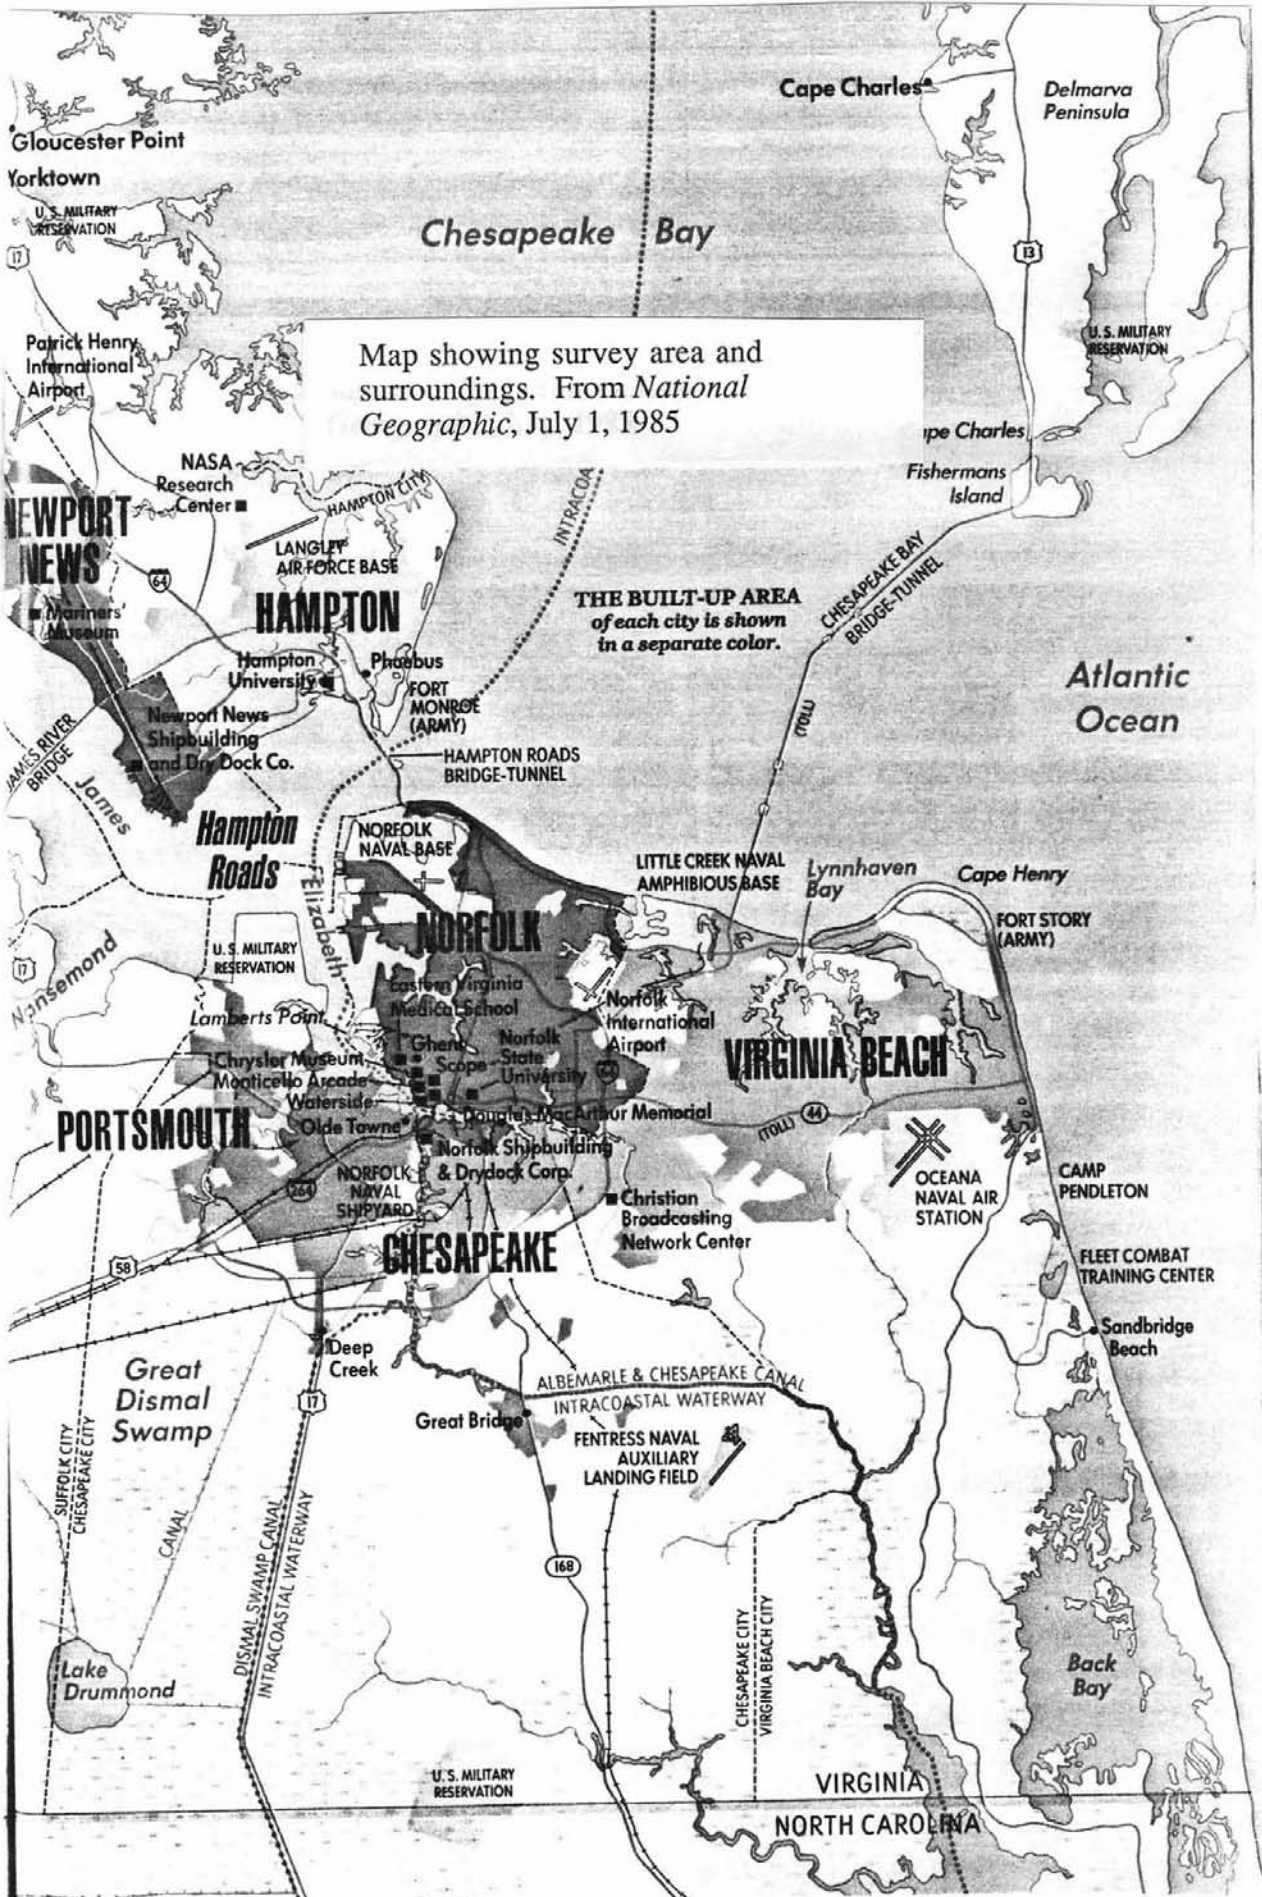 Cape Charles
Delmarva
Peninsula
Gloucester Point
Yorktown
U. S. MILITARY
RESERVATION
17
Chesapeake Bay
13
Patrick Henry
International
Airport
U. S. MILITARY
RESERVATION
Map showing survey area and
surroundings. From National
Geographic, July 1, 1985
ape Charles
Fishermans
Island
NASA
Research
Center
HAMPTON CITY
INTRACOA
NEWPORT
NEWS
LANGLEY
AIR FORCE BASE
64
HAMPTON
THE BUILT-UP AREA
of each city is shown
in a separate color.
CHESAPEAKE BAY
BRIDGE-TUNNEL
Mariners'
Museum
Hampton
University
Phoebus
FORT
MONROE
(ARMY)
Atlantic
Ocean
(TOLL)
Newport News
Shipbuilding
and Dry Dock Co.
JAMES RIVER
BRIDGE
James
HAMPTON ROADS
BRIDGE-TUNNEL
Hampton
Roads
NORFOLK
NAVAL BASE
LITTLE CREEK NAVAL
AMPHIBIOUS BASE
Lynnhaven
Bay
Cape Henry
FORT STORY
(ARMY)
Elizabeth
NORFOLK
U. S. MILITARY
RESERVATION
17
Nansemond
Eastern Virginia
Medical School
Lamberts Point
Norfolk
International
Airport
Ghent
Chrysler Museum
Scope
Norfolk
State
University
Monticello Arcade
64
VIRGINIA BEACH
Waterside
Douglas MacArthur Memorial
(TOLL)
44
PORTSMOUTH
Olde Towne
Norfolk Shipbuilding
& Drydock Corp.
NORFOLK
NAVAL
SHIPYARD
264
OCEANA
NAVAL AIR
STATION
CAMP
PENDLETON
Christian
Broadcasting
Network Center
CHESAPEAKE
58
FLEET COMBAT
TRAINING CENTER
Sandbridge
Beach
Deep
Creek
Great
Dismal
Swamp
17
ALBEMARLE & CHESAPEAKE CANAL
INTRACOASTAL WATERWAY
Great Bridge
FENTRESS NAVAL
AUXILIARY
LANDING FIELD
SUFFOLK CITY
CHESAPEAKE CITY
CANAL
DISMAL SWAMP CANAL
INTRACOASTAL WATERWAY
168
CHESAPEAKE CITY
VIRGINIA BEACH CITY
Lake
Drummond
Back
Bay
U. S. MILITARY
RESERVATION
VIRGINIA
NORTH CAROLINA